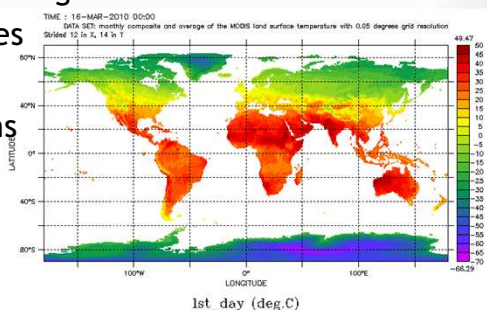 TIME : 16-MAR-2010 00:00
DATA SET: monthly composite and average of the MODIS land surface temperature with 0.05 degrees grid resolution
Strided 12 in X, 14 in Y
es
ns
49.47
50
45
40
35
30
25
20
15
10
5
0
-5
-10
-15
-20
-25
-30
-35
-40
-45
-50
-55
-60
-65
-70
-66.29
80°N
40°N
0°
40°S
80°S
LATITUDE
100°W
0°
100°E
LONGITUDE
lst_day (deg.C)